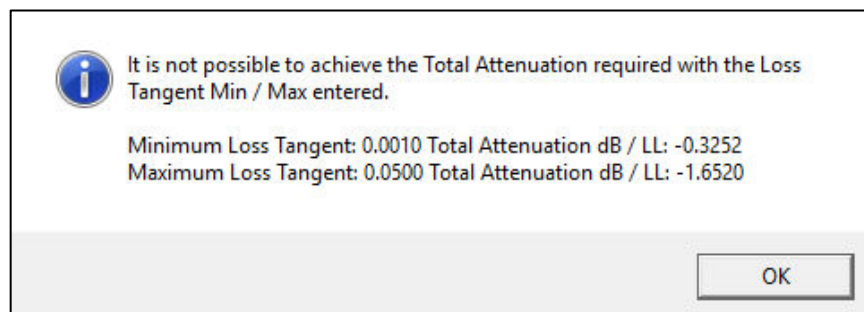 It is not possible to achieve the Total Attenuation required with the Loss
Tangent Min / Max entered.
Minimum Loss Tangent: 0.0010 Total Attenuation dB / LL: -0.3252
Maximum Loss Tangent: 0.0500 Total Attenuation dB / LL: -1.6520
OK